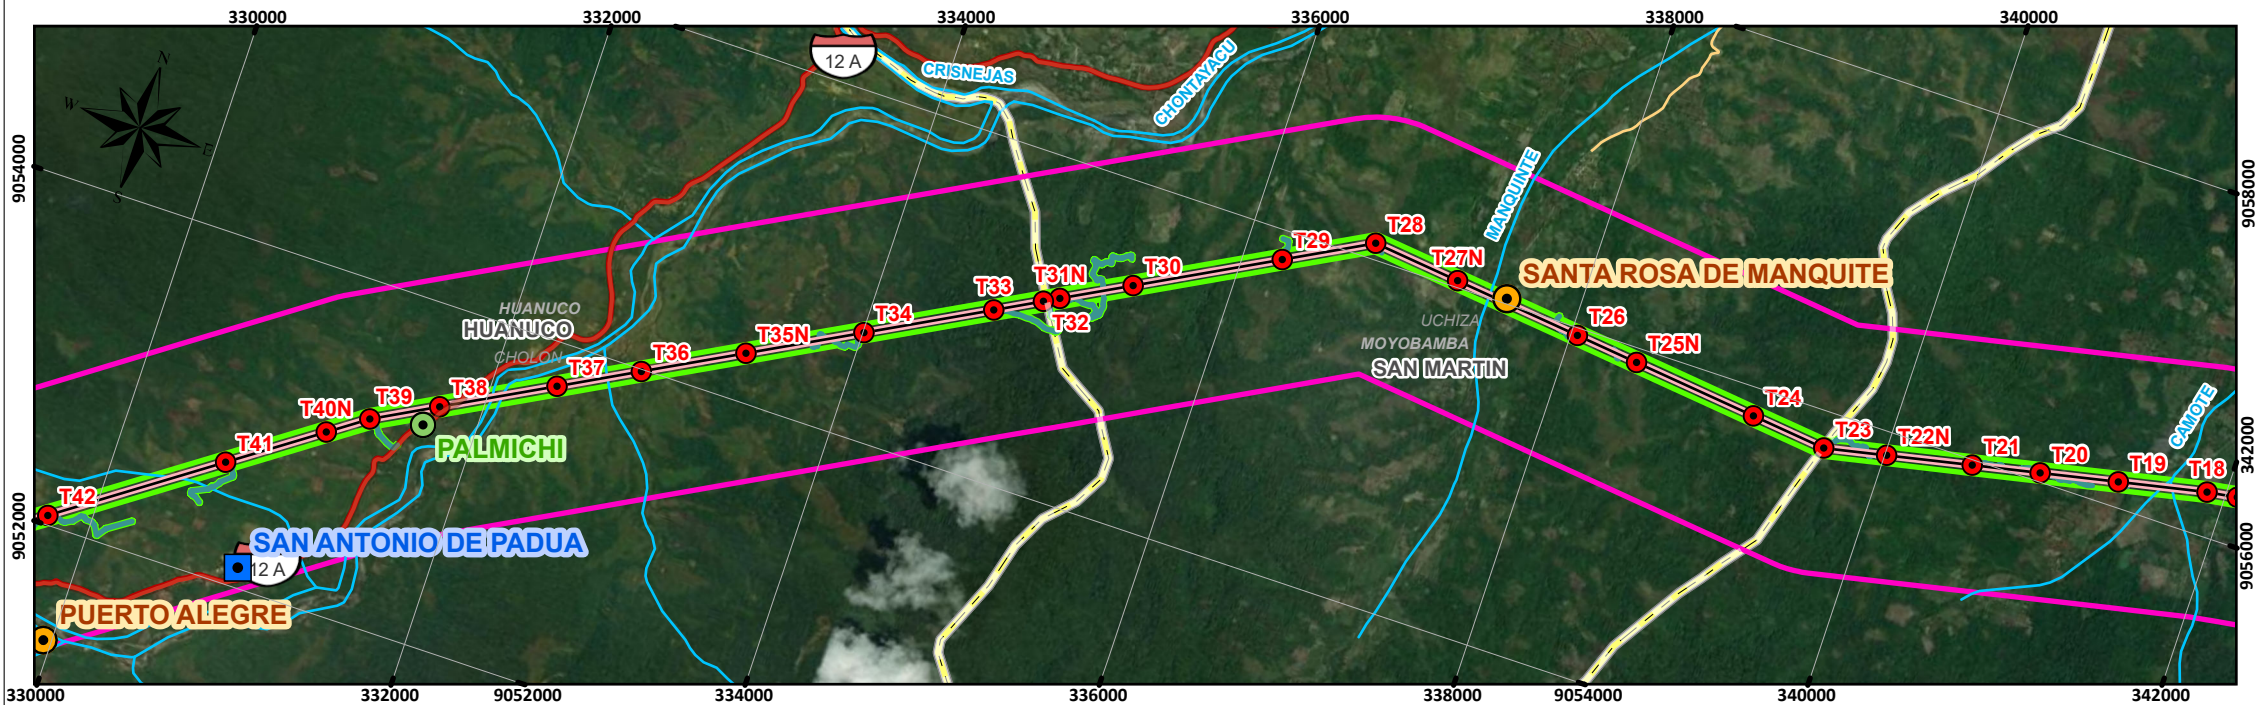 330000
332000
334000
336000
338000
340000
12 A
CRISNEJAS
CHONTAYACU
N
W
E
S
9054000
9058000
MANQUINTE
T28
T29
T27N
T30
T31N
T33
T32
SANTA ROSA DE MANQUITE
HUANUCO
HUANUCO
CHOLON
T34
T35N
T36
T37
T38
T39
T40N
T41
T42
UCHIZA
MOYOBAMBA
SAN MARTIN
T26
T25N
T24
T23
T22N
T21
T20
T19
T18
CAMOTE
342000
PALMICHI
9052000
9056000
SAN ANTONIO DE PADUA
12 A
PUERTO ALEGRE
330000
332000
9052000
334000
336000
338000
9054000
340000
342000